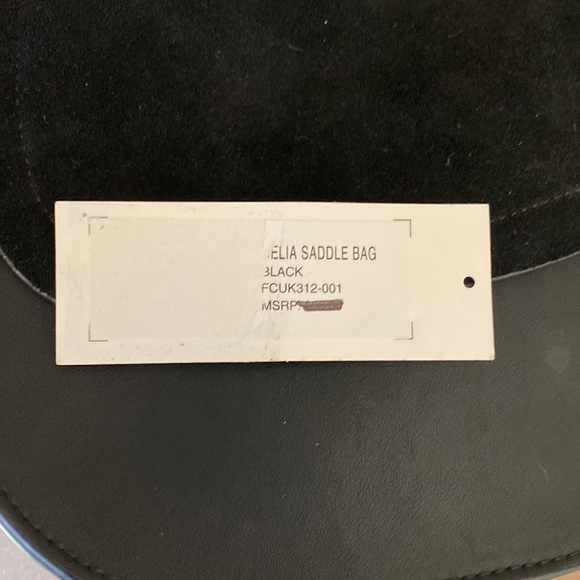 ELIA SADDLE BAG
BLACK
FCUK312-001
MSRP: